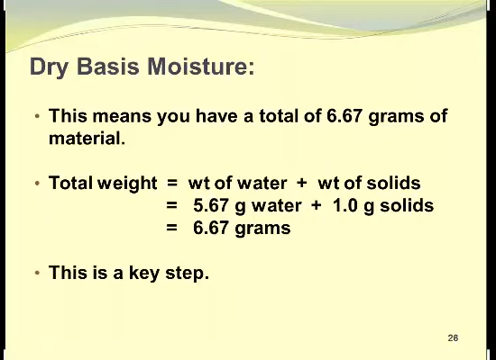 Dry Basis Moisture:
• This means you have a total of 6.67 grams of
material.
• Total weight = wt of water + wt of solids
= 5.67 g water + 1.0 g solids
= 6.67 grams
• This is a key step.
26